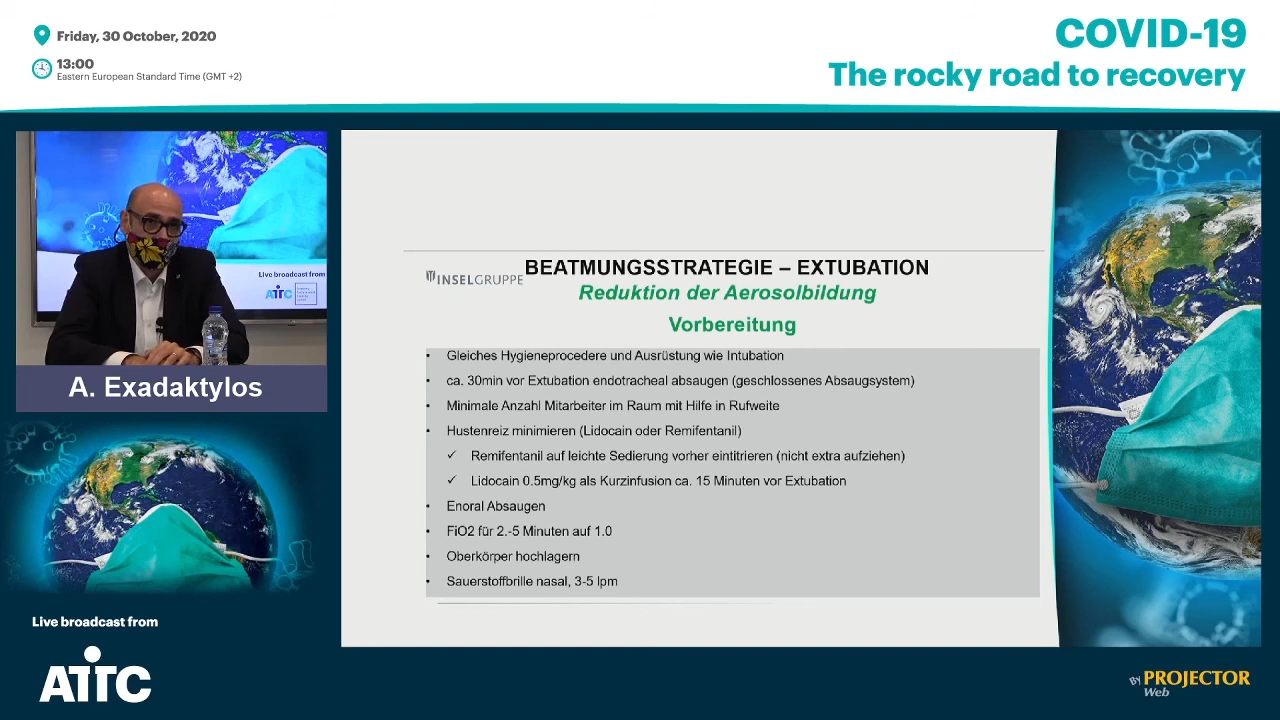 Friday, 30 October, 2020
13:00
Eastern European Standard Time (GMT +2)
COVID-19
The rocky road to recovery
Live broadcast from
ATTC
A. Exadaktylos
INSELGRUPPE
BEATMUNGSSTRATEGIE – EXTUBATION
Reduktion der Aerosolbildung
Vorbereitung
• Gleiches Hygieneprocedere und Ausrüstung wie Intubation
• ca. 30min vor Extubation endotracheal absaugen (geschlossenes Absaugsystem)
• Minimale Anzahl Mitarbeiter im Raum mit Hilfe in Rufweite
• Hustenreiz minimieren (Lidocain oder Remifentanil)
✓ Remifentanil auf leichte Sedierung vorher eintitrieren (nicht extra aufziehen)
✓ Lidocain 0.5mg/kg als Kurzinfusion ca. 15 Minuten vor Extubation
• Enoral Absaugen
• FiO2 für 2.-5 Minuten auf 1.0
• Oberkörper hochlagern
• Sauerstoffbrille nasal, 3-5 lpm
Live broadcast from
ATTC
By PROJECTOR
Web